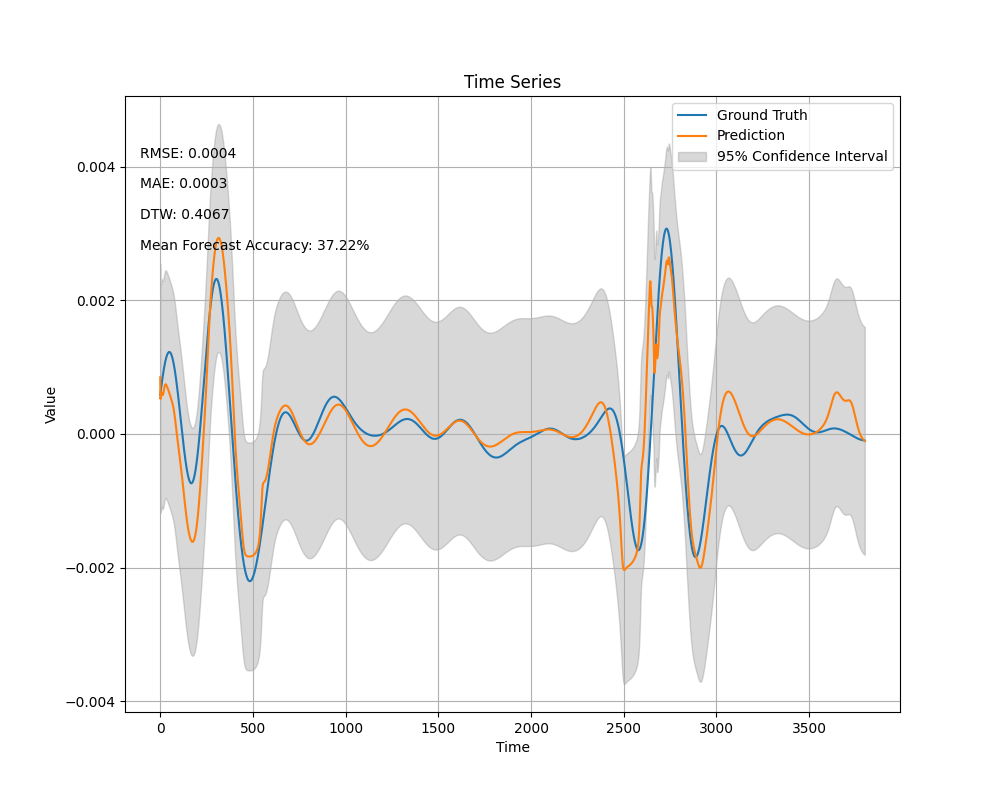 Time Series
Ground Truth
Prediction
95% Confidence Interval
RMSE: 0.0004
MAE: 0.0003
DTW: 0.4067
Mean Forecast Accuracy: 37.22%
0.004
0.002
0.000
−0.002
−0.004
Value
0 500 1000 1500 2000 2500 3000 3500
Time